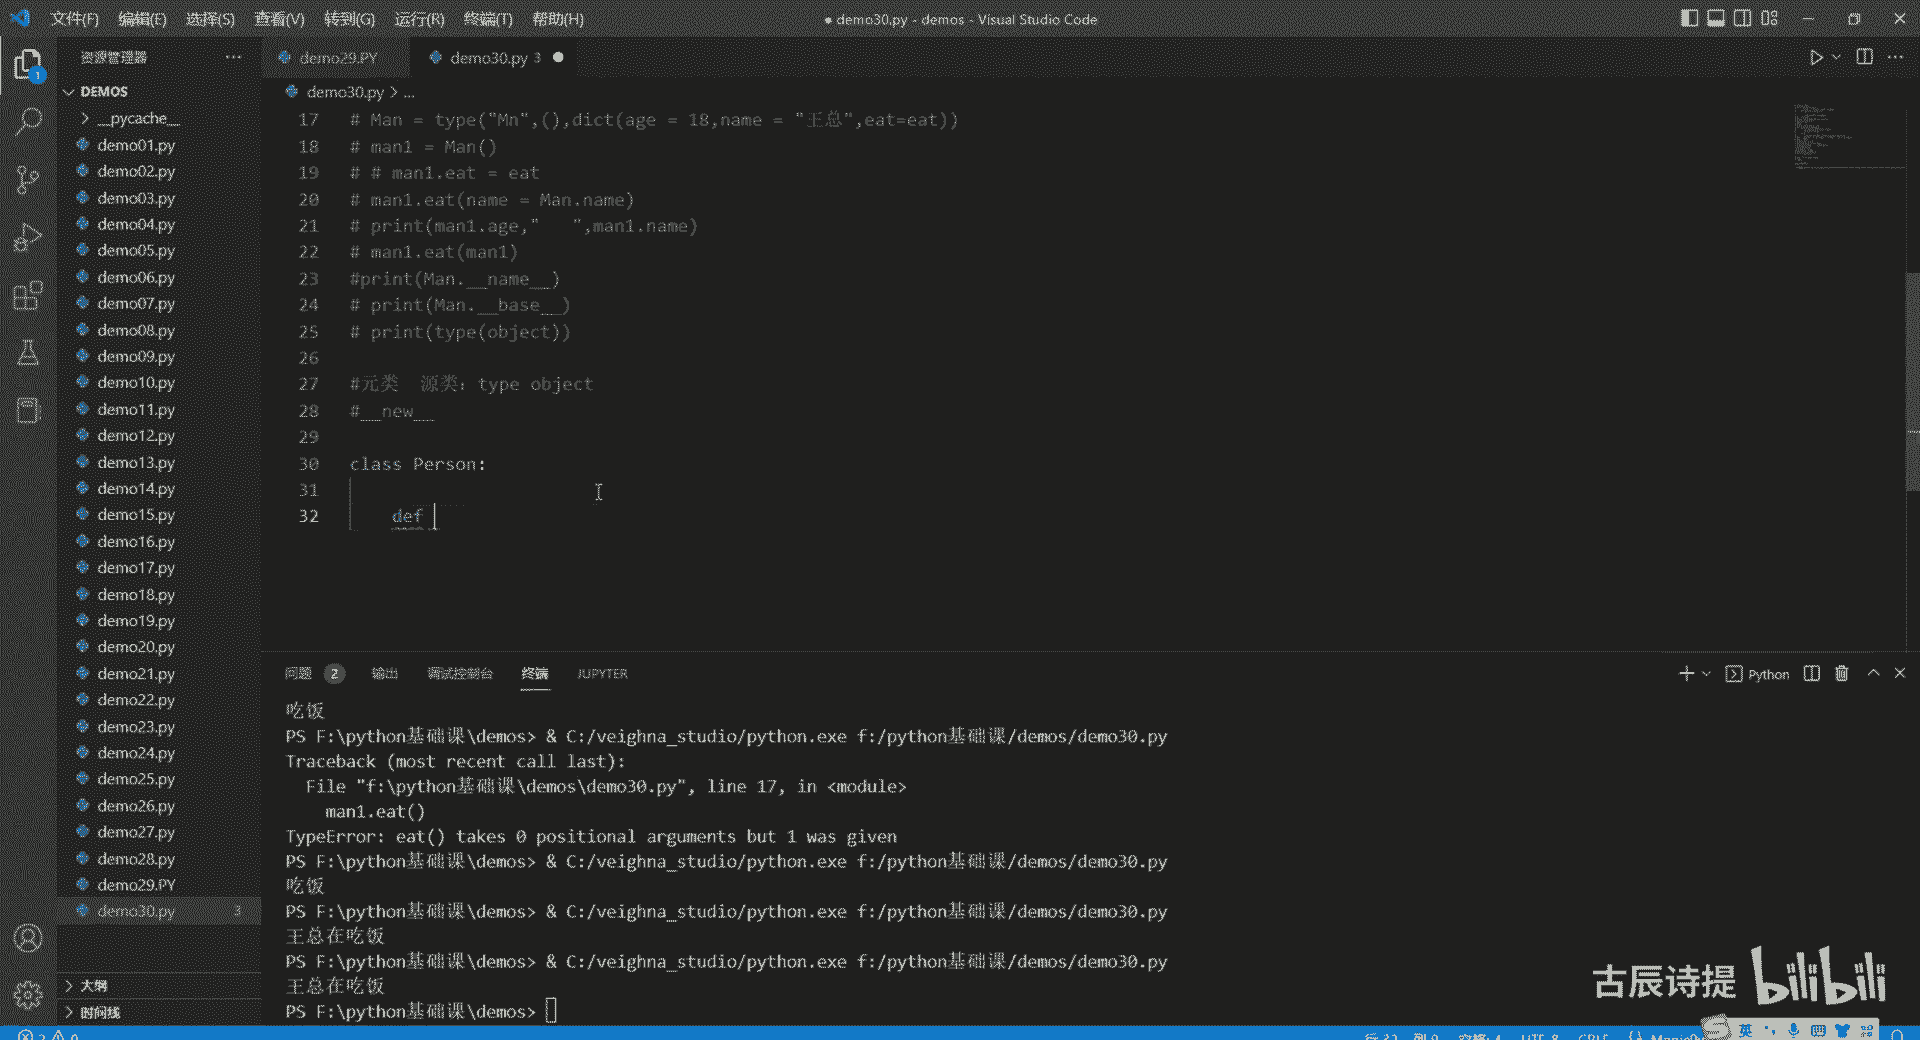 文件(F) 编辑(E) 选择(S) 查看(V) 转到(G) 运行(R) 终端(T) 帮助(H)
● demo30.py - demos - Visual Studio Code
资源管理器 ···
demo29.PY
demo30.py 3 ●
1
DEMOS
__pycache__
demo01.py
demo02.py
demo03.py
demo04.py
demo05.py
demo06.py
demo07.py
demo08.py
demo09.py
demo10.py
demo11.py
demo12.py
demo13.py
demo14.py
demo15.py
demo16.py
demo17.py
demo18.py
demo19.py
demo20.py
demo21.py
demo22.py
demo23.py
demo24.py
demo25.py
demo26.py
demo27.py
demo28.py
demo29.PY
demo30.py 3
大纲
时间线
demo30.py > ...
17 # Man = type("Mn",(),dict(age = 18,name = "王总",eat=eat))
18 # man1 = Man()
19 # # man1.eat = eat
20 # man1.eat(name = Man.name)
21 # print(man1.age,"   ",man1.name)
22 # man1.eat(man1)
23 #print(Man.__name__)
24 # print(Man.__base__)
25 # print(type(object))
26
27 #元类  源类：type object
28 #__new__
29
30 class Person:
31
32     def
问题 2 输出 调试控制台 终端 JUPYTER
Python
吃饭
PS F:\python基础课\demos> & C:/veighna_studio/python.exe f:/python基础课/demos/demo30.py
Traceback (most recent call last):
  File "f:\python基础课\demos\demo30.py", line 17, in <module>
    man1.eat()
TypeError: eat() takes 0 positional arguments but 1 was given
PS F:\python基础课\demos> & C:/veighna_studio/python.exe f:/python基础课/demos/demo30.py
吃饭
PS F:\python基础课\demos> & C:/veighna_studio/python.exe f:/python基础课/demos/demo30.py
王总在吃饭
PS F:\python基础课\demos> & C:/veighna_studio/python.exe f:/python基础课/demos/demo30.py
王总在吃饭
PS F:\python基础课\demos>
古辰诗提 bilibili
英